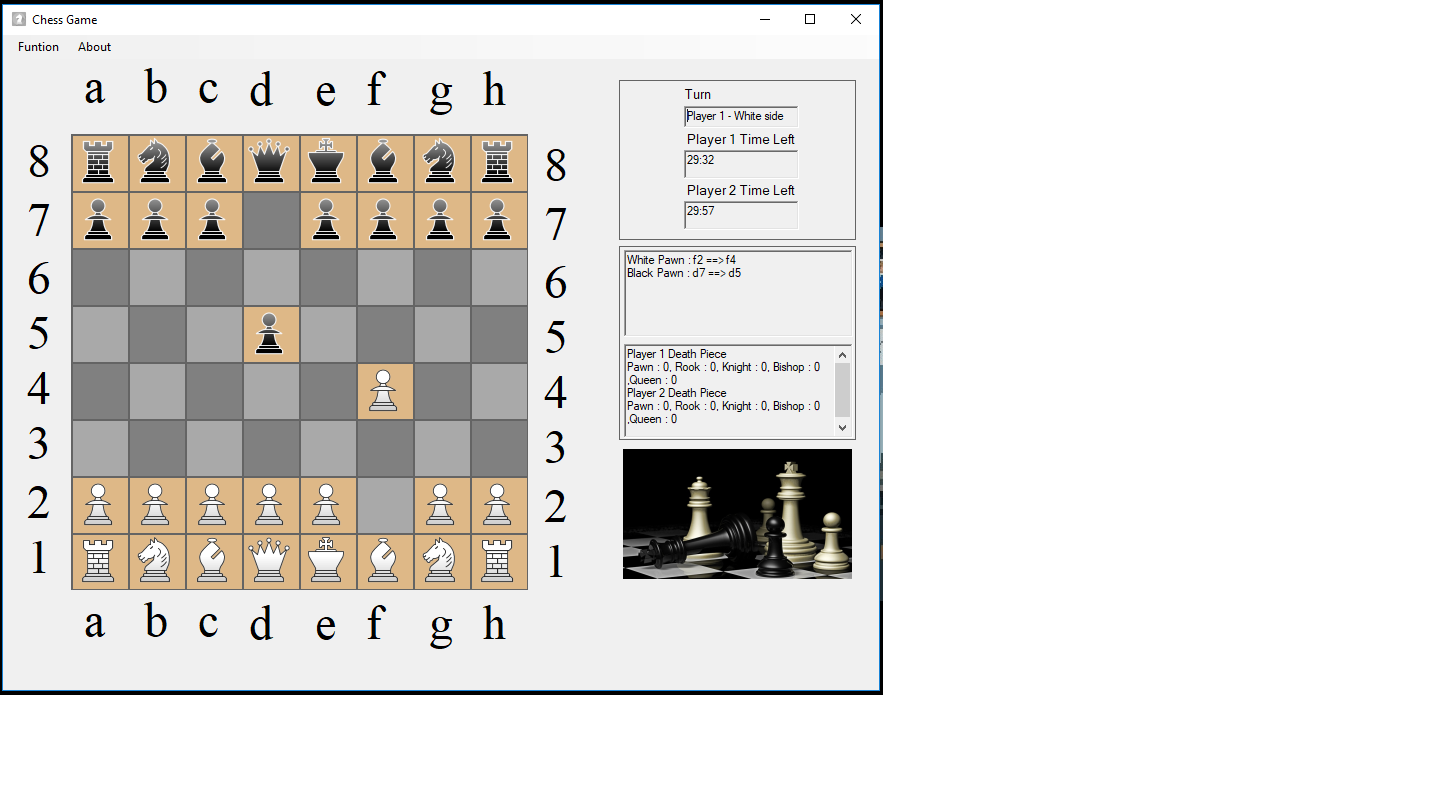 Chess Game
Funtion About
a b c d e f g h
Turn
Player 1 - White side
Player 1 Time Left
29:32
Player 2 Time Left
29:57
8 8
7 7
6 6
5 5
4 4
3 3
2 2
1 1
White Pawn : f2 ==> f4
Black Pawn : d7 ==> d5
Player 1 Death Piece
Pawn : 0, Rook : 0, Knight : 0, Bishop : 0
,Queen : 0
Player 2 Death Piece
Pawn : 0, Rook : 0, Knight : 0, Bishop : 0
,Queen : 0
a b c d e f g h